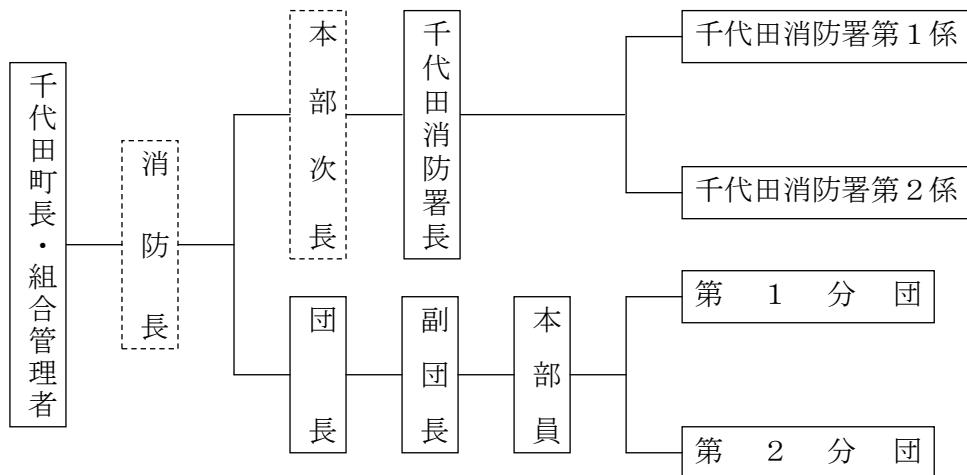 千代田町長・組合管理者
消防長
本部次長
千代田消防署長
千代田消防署第１係
千代田消防署第２係
団長
副団長
本部員
第１分団
第２分団